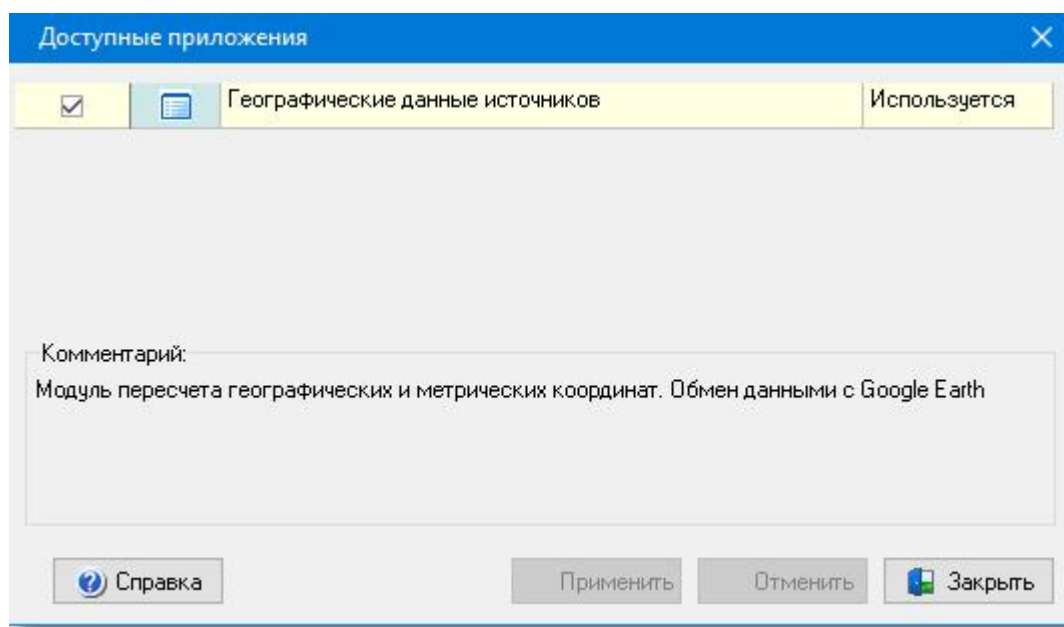 Доступные приложения
Географические данные источников Используется
Комментарий:
Модуль пересчета географических и метрических координат. Обмен данными с Google Earth
Справка Применить Отменить Закрыть